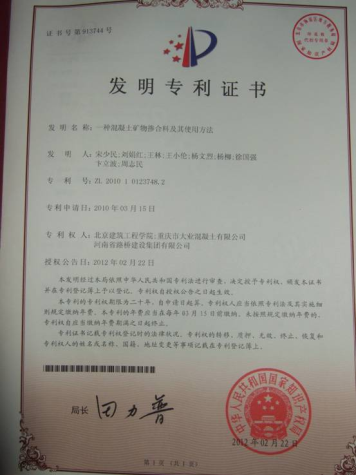 证书号第913744号
发明专利证书
发明名称：一种混凝土矿物掺合料及其使用方法
发明人：宋少民；刘娟红；王林；王小伦；杨文烈；杨柳；徐国强
卞立波；周志民
专利号：ZL 2010 1 0123748.2
专利申请日：2010年03月15日
专利权人：北京建筑工程学院；重庆市大业混凝土有限公司
河南省路桥建设集团有限公司
授权公告日：2012年02月22日
本发明经过本局依照中华人民共和国专利法进行审查，决定授予专利权，颁发本证书
并在专利登记簿上予以登记。专利权自授权公告之日起生效。
本专利的专利权期限为二十年，自申请日起算。专利权人应当依照专利法及其实施细
则规定缴纳年费。本专利的年费应当在每年03月15日前缴纳。未按照规定缴纳年费的，
专利权自应当缴纳年费期满之日起终止。
专利证书记载专利权登记时的法律状况。专利权的转移、质押、无效、终止、恢复和
专利权人的姓名或名称、国籍、地址变更等事项记载在专利登记簿上。
局长 田力普
中华人民共和国国家知识产权局
2012年02月22日
第1页（共1页）